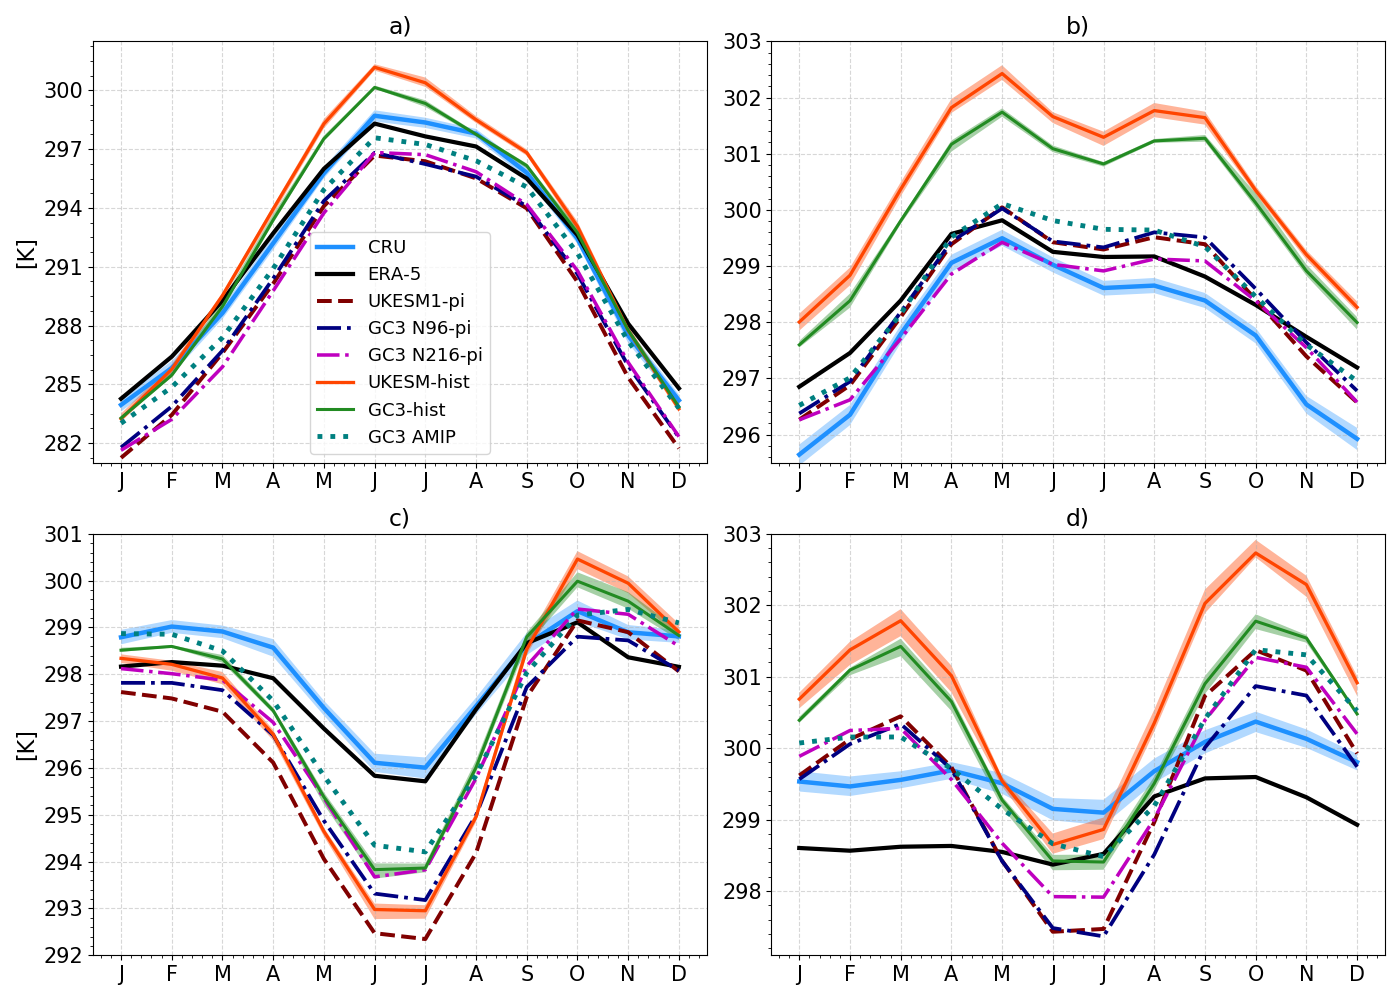 a)
[K]
300
297
294
291
288
285
282
J F M A M J J A S O N D
CRU
ERA-5
UKESM1-pi
GC3 N96-pi
GC3 N216-pi
UKESM-hist
GC3-hist
GC3 AMIP
b)
303
302
301
300
299
298
297
296
J F M A M J J A S O N D
c)
[K]
301
300
299
298
297
296
295
294
293
292
J F M A M J J A S O N D
d)
303
302
301
300
299
298
J F M A M J J A S O N D